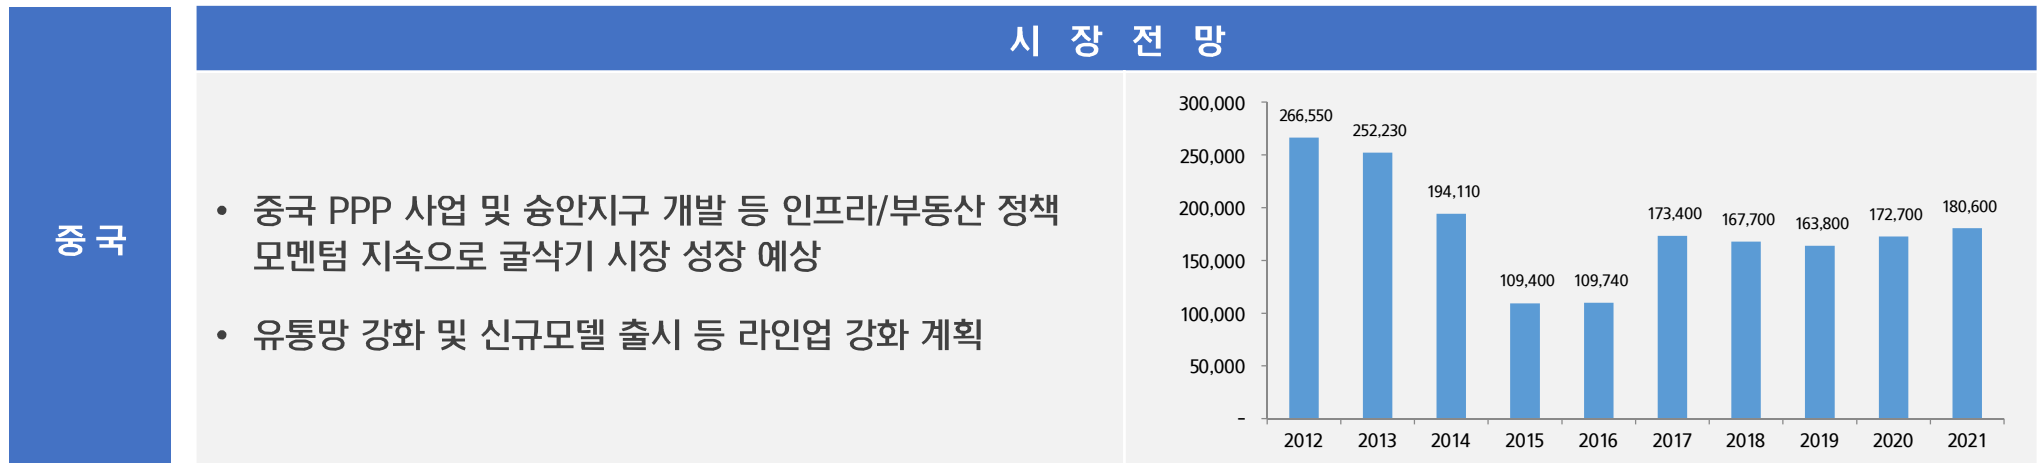 시 장 전 망
중 국
• 중국 PPP 사업 및 슝안지구 개발 등 인프라/부동산 정책
모멘텀 지속으로 굴삭기 시장 성장 예상
• 유통망 강화 및 신규모델 출시 등 라인업 강화 계획
300,000
250,000
200,000
150,000
100,000
50,000
-
266,550
252,230
194,110
109,400
109,740
173,400
167,700
163,800
172,700
180,600
2012 2013 2014 2015 2016 2017 2018 2019 2020 2021